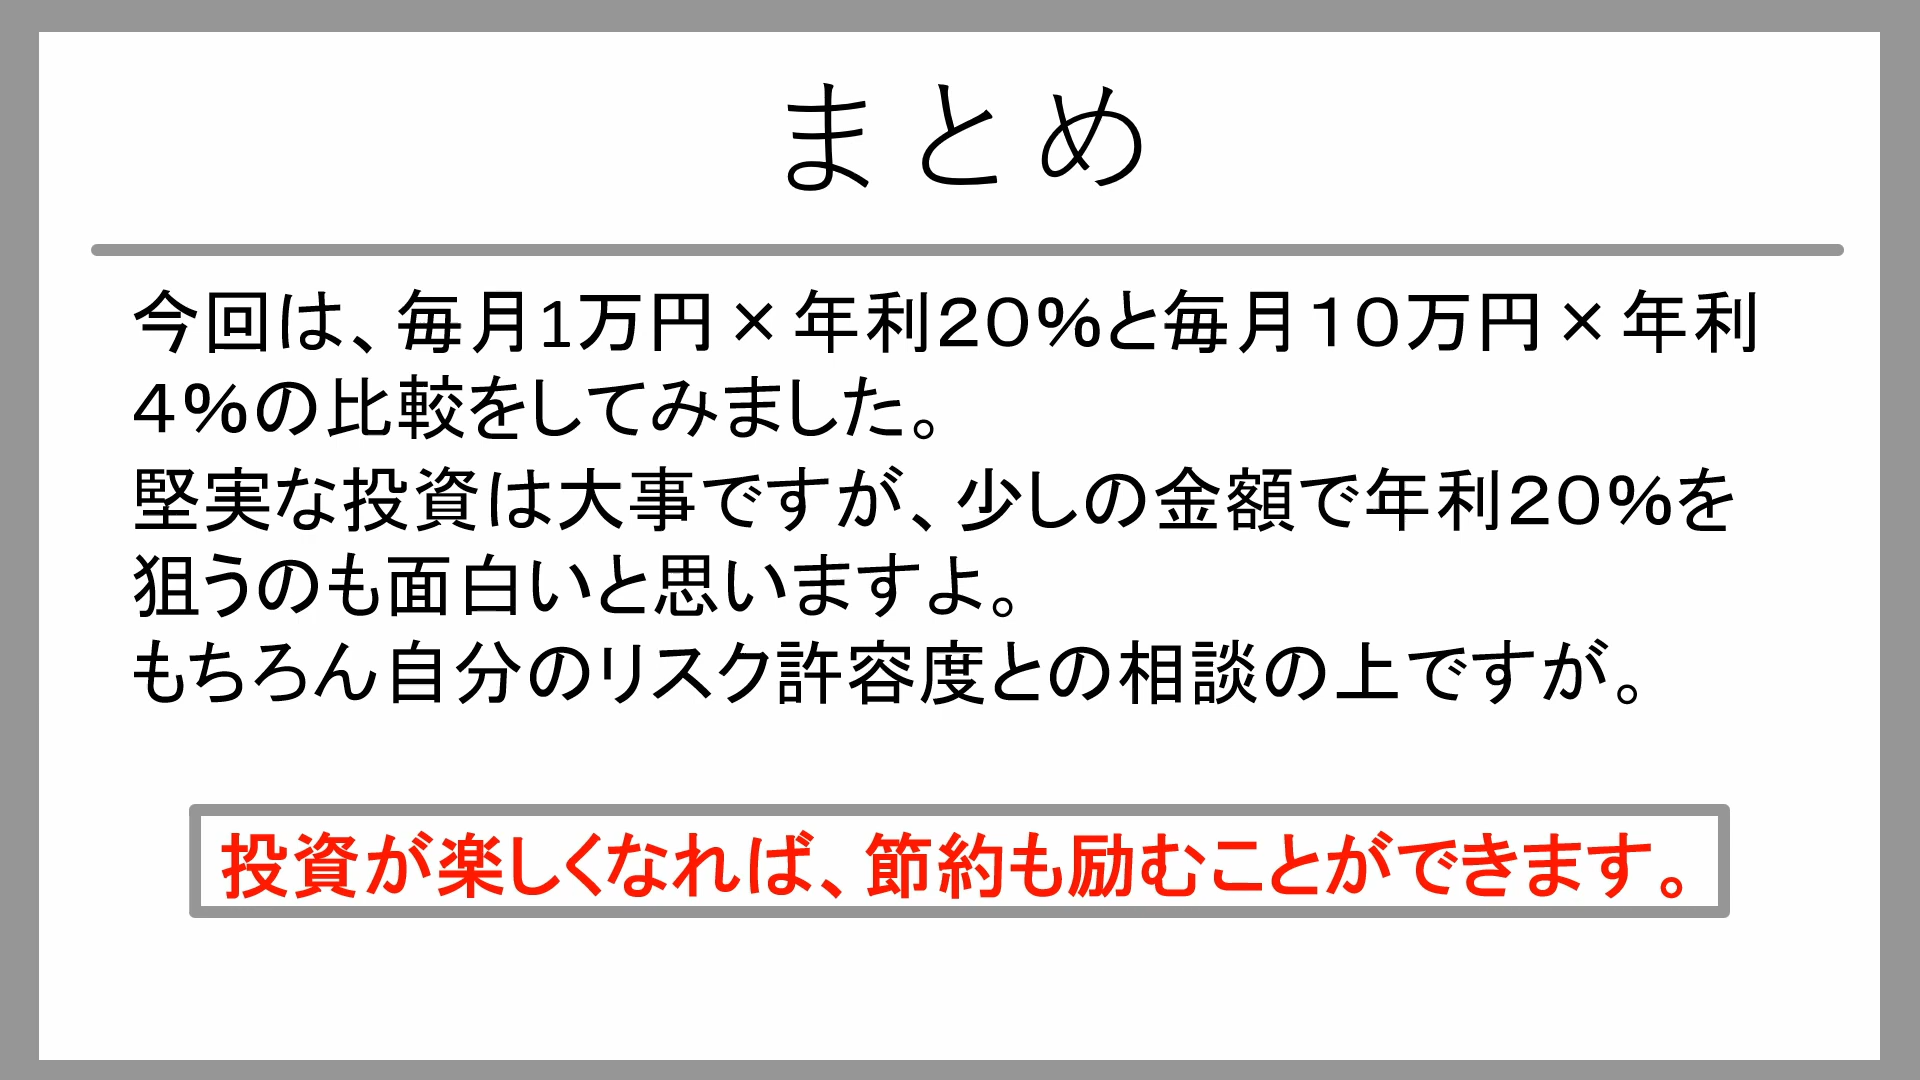 まとめ
今回は、毎月1万円×年利２０％と毎月１０万円×年利
４％の比較をしてみました。
堅実な投資は大事ですが、少しの金額で年利２０％を
狙うのも面白いと思いますよ。
もちろん自分のリスク許容度との相談の上ですが。
投資が楽しくなれば、節約も励むことができます。